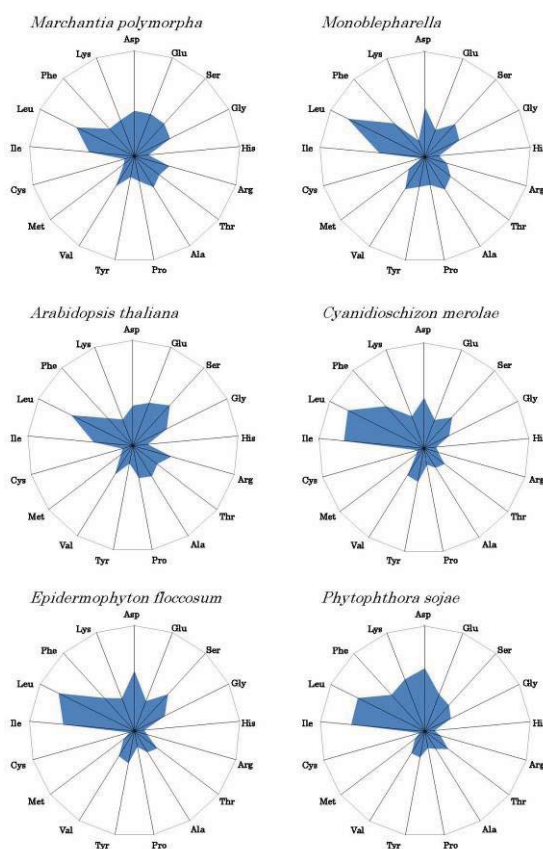 Marchantia polymorpha
Asp
Glu
Ser
Gly
His
Arg
Thr
Ala
Pro
Tyr
Val
Met
Cys
Ile
Leu
Phe
Lys
Monoblepharella
Asp
Glu
Ser
Gly
His
Arg
Thr
Ala
Pro
Tyr
Val
Met
Cys
Ile
Leu
Phe
Lys
Arabidopsis thaliana
Asp
Glu
Ser
Gly
His
Arg
Thr
Ala
Pro
Tyr
Val
Met
Cys
Ile
Leu
Phe
Lys
Cyanidioschizon merolae
Asp
Glu
Ser
Gly
Hi
Arg
Thr
Ala
Pro
Tyr
Val
Met
Cys
Ile
Leu
Phe
Lys
Epidermophyton floccosum
Asp
Glu
Ser
Gly
His
Arg
Thr
Ala
Pro
Tyr
Val
Met
Cys
Ile
Leu
Phe
Lys
Phytophthora sojae
Asp
Glu
Ser
Gly
His
Arg
Thr
Ala
Pro
Tyr
Val
Met
Cys
Ile
Leu
Phe
Lys